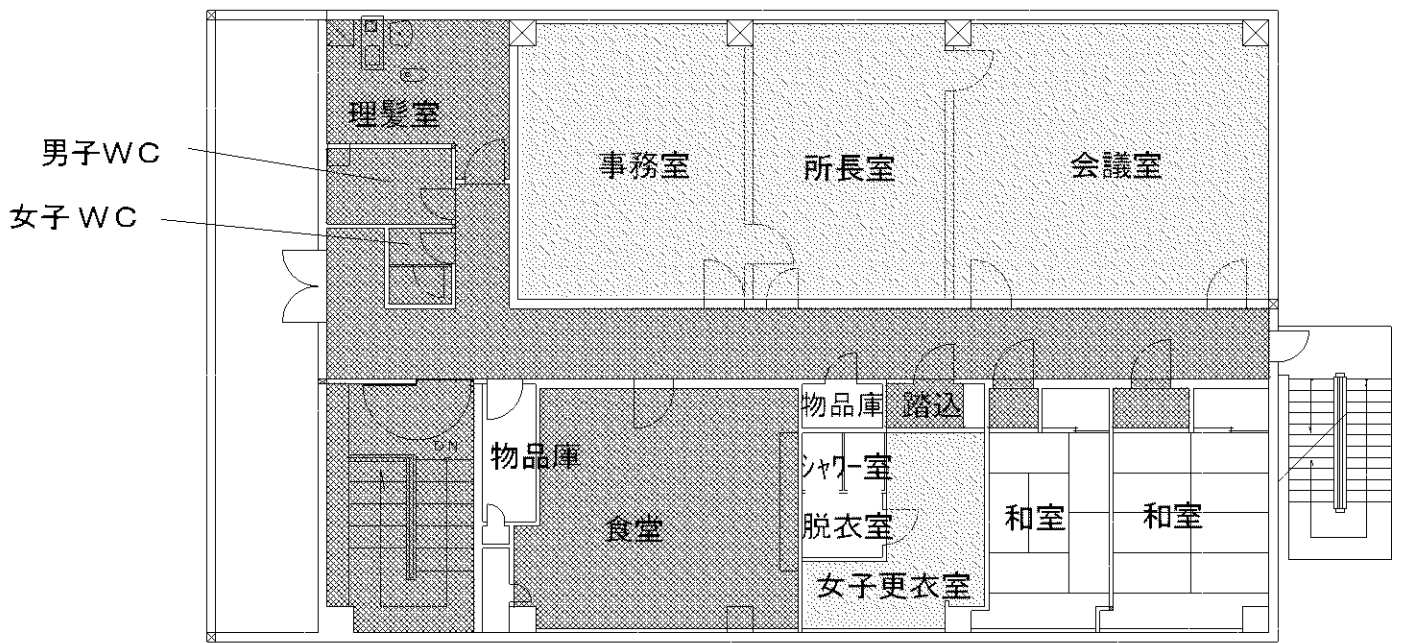 理髪室
男子WC
事務室
所長室
会議室
女子WC
DN
物品庫
物品庫
踏込
シャワー室
食堂
脱衣室
和室
和室
女子更衣室